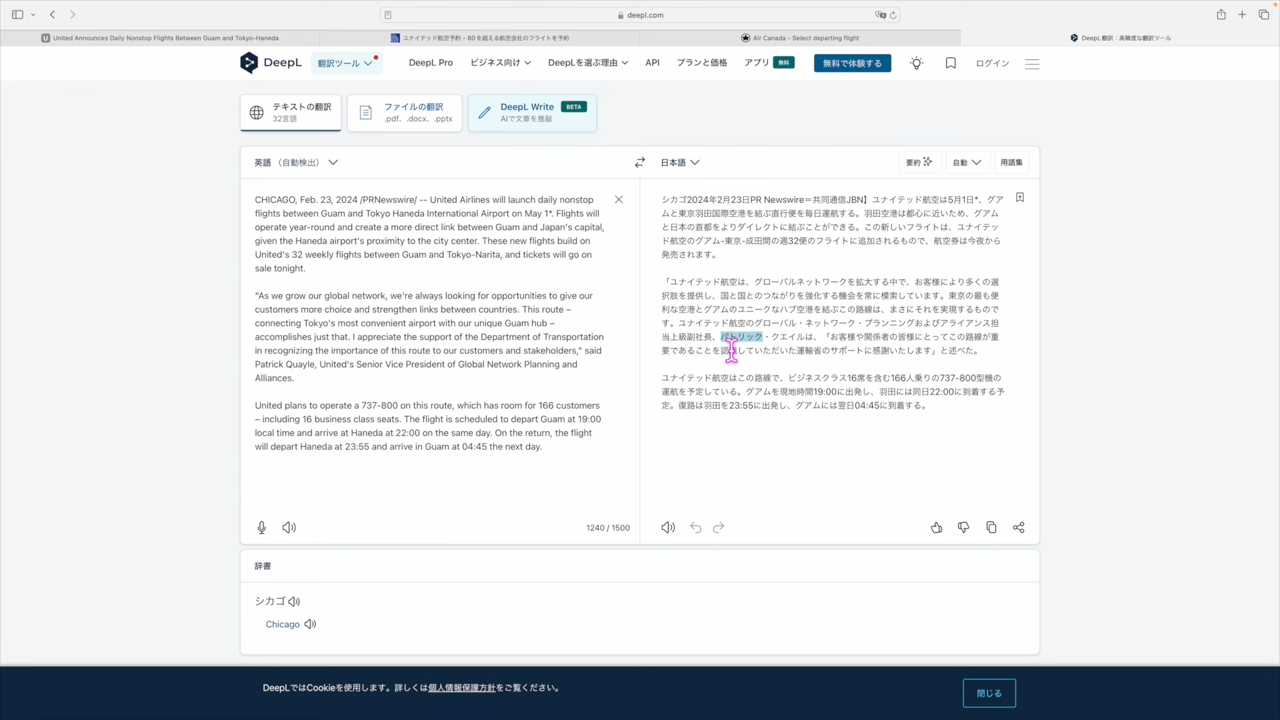 deepl.com
United Announces Daily Nonstop Flights Between Guam and Tokyo-Haneda
ユナイテッド航空予約 - 80を超える航空会社のフライトを予約
Air Canada - Select departing flight
DeepL翻訳:高精度な翻訳ツール
DeepL
翻訳ツール
DeepL Pro
ビジネス向け
DeepLを選ぶ理由
API
プランと価格
アプリ 無料
無料で体験する
ログイン
テキストの翻訳
32言語
ファイルの翻訳
.pdf、.docx、.pptx
DeepL Write BETA
AIで文章を推敲
英語 (自動検出)
日本語
要約
自動
用語集
CHICAGO, Feb. 23, 2024 /PRNewswire/ -- United Airlines will launch daily nonstop
flights between Guam and Tokyo Haneda International Airport on May 1*. Flights will
operate year-round and create a more direct link between Guam and Japan's capital,
given the Haneda airport's proximity to the city center. These new flights build on
United's 32 weekly flights between Guam and Tokyo-Narita, and tickets will go on
sale tonight.
"As we grow our global network, we're always looking for opportunities to give our
customers more choice and strengthen links between countries. This route –
connecting Tokyo's most convenient airport with our unique Guam hub –
accomplishes just that. I appreciate the support of the Department of Transportation
in recognizing the importance of this route to our customers and stakeholders," said
Patrick Quayle, United's Senior Vice President of Global Network Planning and
Alliances.
United plans to operate a 737-800 on this route, which has room for 166 customers
– including 16 business class seats. The flight is scheduled to depart Guam at 19:00
local time and arrive at Haneda at 22:00 on the same day. On the return, the flight
will depart Haneda at 23:55 and arrive in Guam at 04:45 the next day.
1240 / 1500
シカゴ2024年2月23日PR Newswire=共同通信JBN】ユナイテッド航空は5月1日*、グア
ムと東京羽田国際空港を結ぶ直行便を毎日運航する。羽田空港は都心に近いため、グアム
と日本の首都をよりダイレクトに結ぶことができる。この新しいフライトは、ユナイテッ
ド航空のグアム-東京-成田間の週32便のフライトに追加されるもので、航空券は今夜から
発売されます。
「ユナイテッド航空は、グローバルネットワークを拡大する中で、お客様により多くの選
択肢を提供し、国と国とのつながりを強化する機会を常に模索しています。東京の最も便
利な空港とグアムのユニークなハブ空港を結ぶこの路線は、まさにそれを実現するもので
す。ユナイテッド航空のグローバル・ネットワーク・プランニングおよびアライアンス担
当上級副社長、パトリック・クエイルは、「お客様や関係者の皆様にとってこの路線が重
要であることを認識していただいた運輸省のサポートに感謝いたします」と述べた。
ユナイテッド航空はこの路線で、ビジネスクラス16席を含む166人乗りの737-800型機の
運航を予定している。グアムを現地時間19:00に出発し、羽田には同日22:00に到着する予
定。復路は羽田を23:55に出発し、グアムには翌日04:45に到着する。
辞書
シカゴ
Chicago
DeepLではCookieを使用します。詳しくは個人情報保護方針をご覧ください。
閉じる